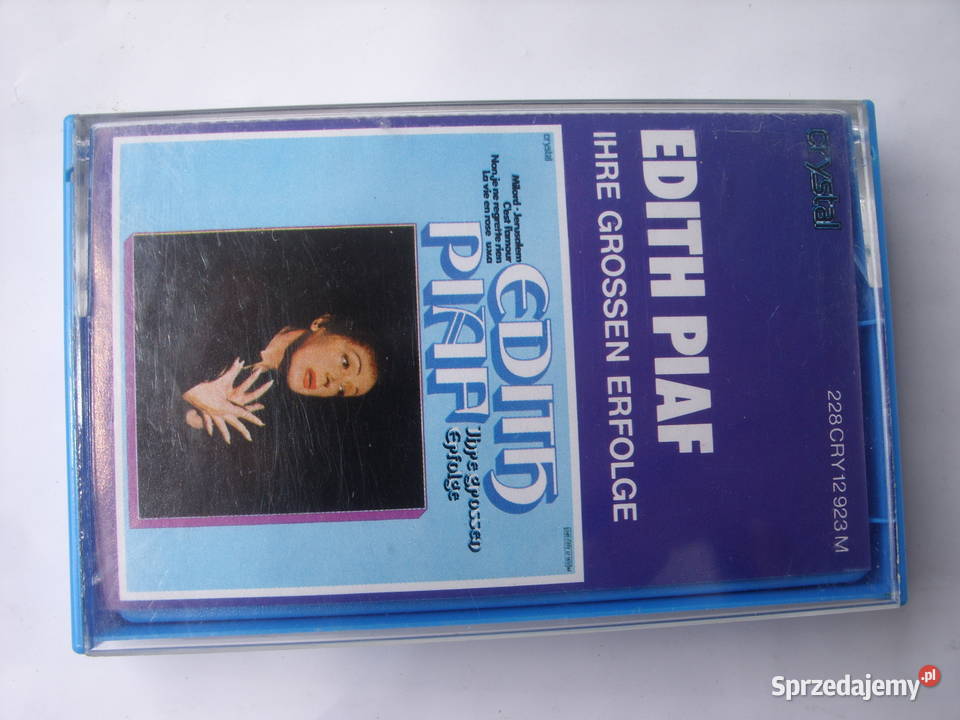 crystal
228 CRY 12 923 M
EDITH PIAF
IHRE GROSSEN ERFOLGE
crystal
Milord · Jerusalem
C'est l'amour
Non, je ne regrette rien
La vie en rose u.v.a.
EDITH
PIAF
Ihre grossen
Erfolge
Sprzedajemy.pl